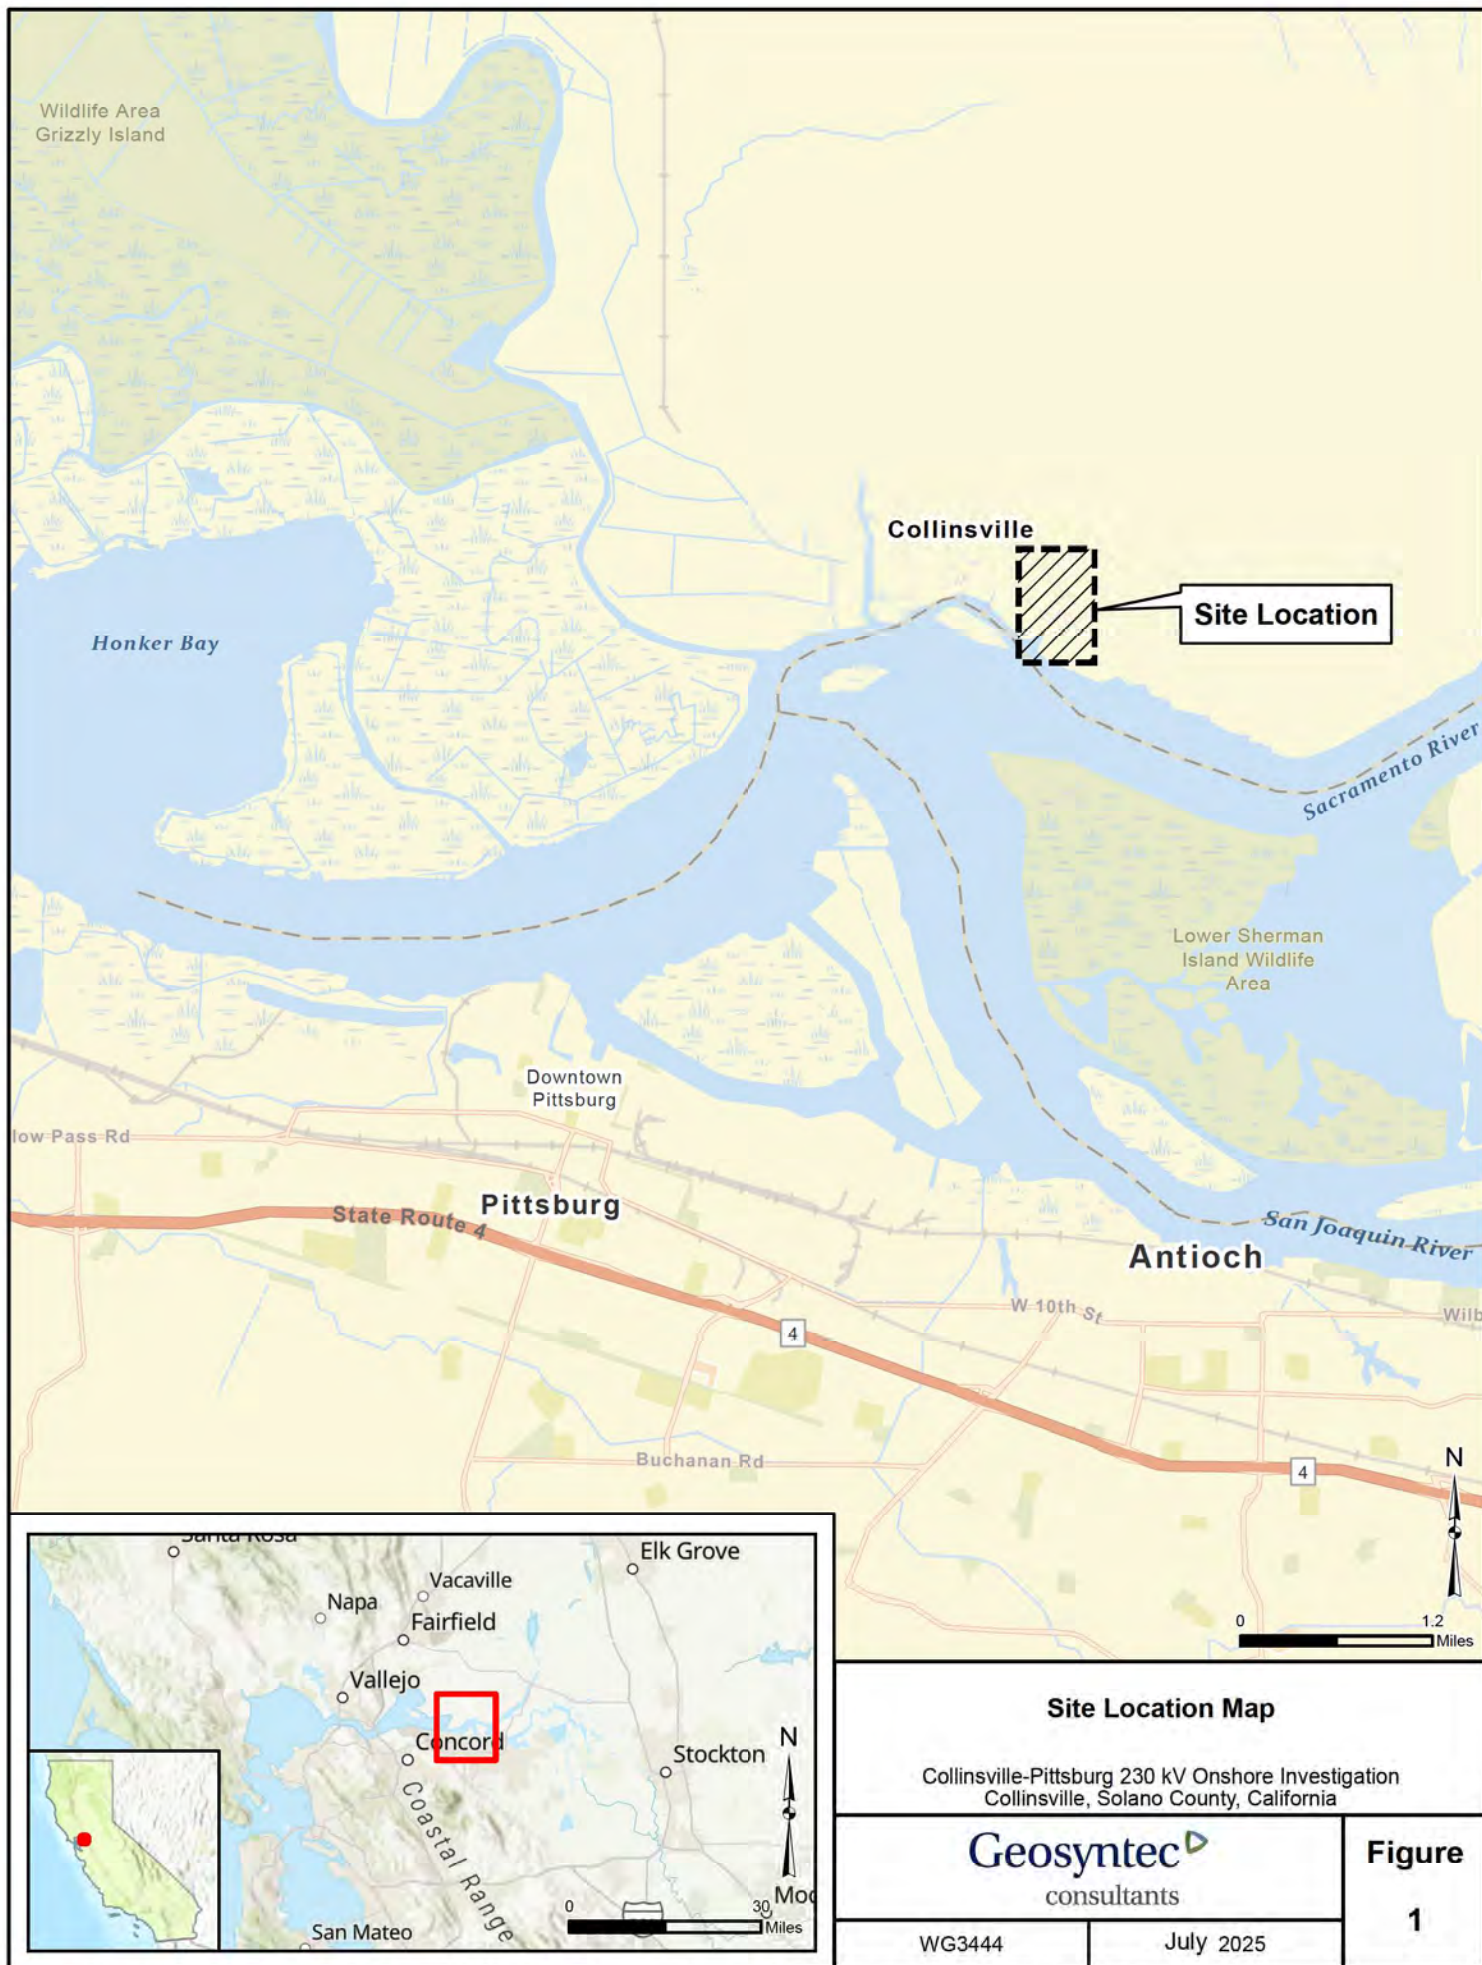 Wildlife Area
Grizzly Island
Collinsville
Site Location
Honker Bay
Sacramento River
Lower Sherman
Island Wildlife
Area
Downtown
Pittsburg
low Pass Rd
Pittsburg
State Route 4
San Joaquin River
Antioch
W 10th St
Wilb
4
Buchanan Rd
4
N
0 1.2
Miles
Santa Rosa
Elk Grove
Vacaville
Napa
Fairfield
Vallejo
Concord
Stockton
N
Coastal Range
Mod
0 30
Miles
San Mateo
Site Location Map
Collinsville-Pittsburg 230 kV Onshore Investigation
Collinsville, Solano County, California
Geosyntec
consultants
Figure
1
WG3444
July 2025